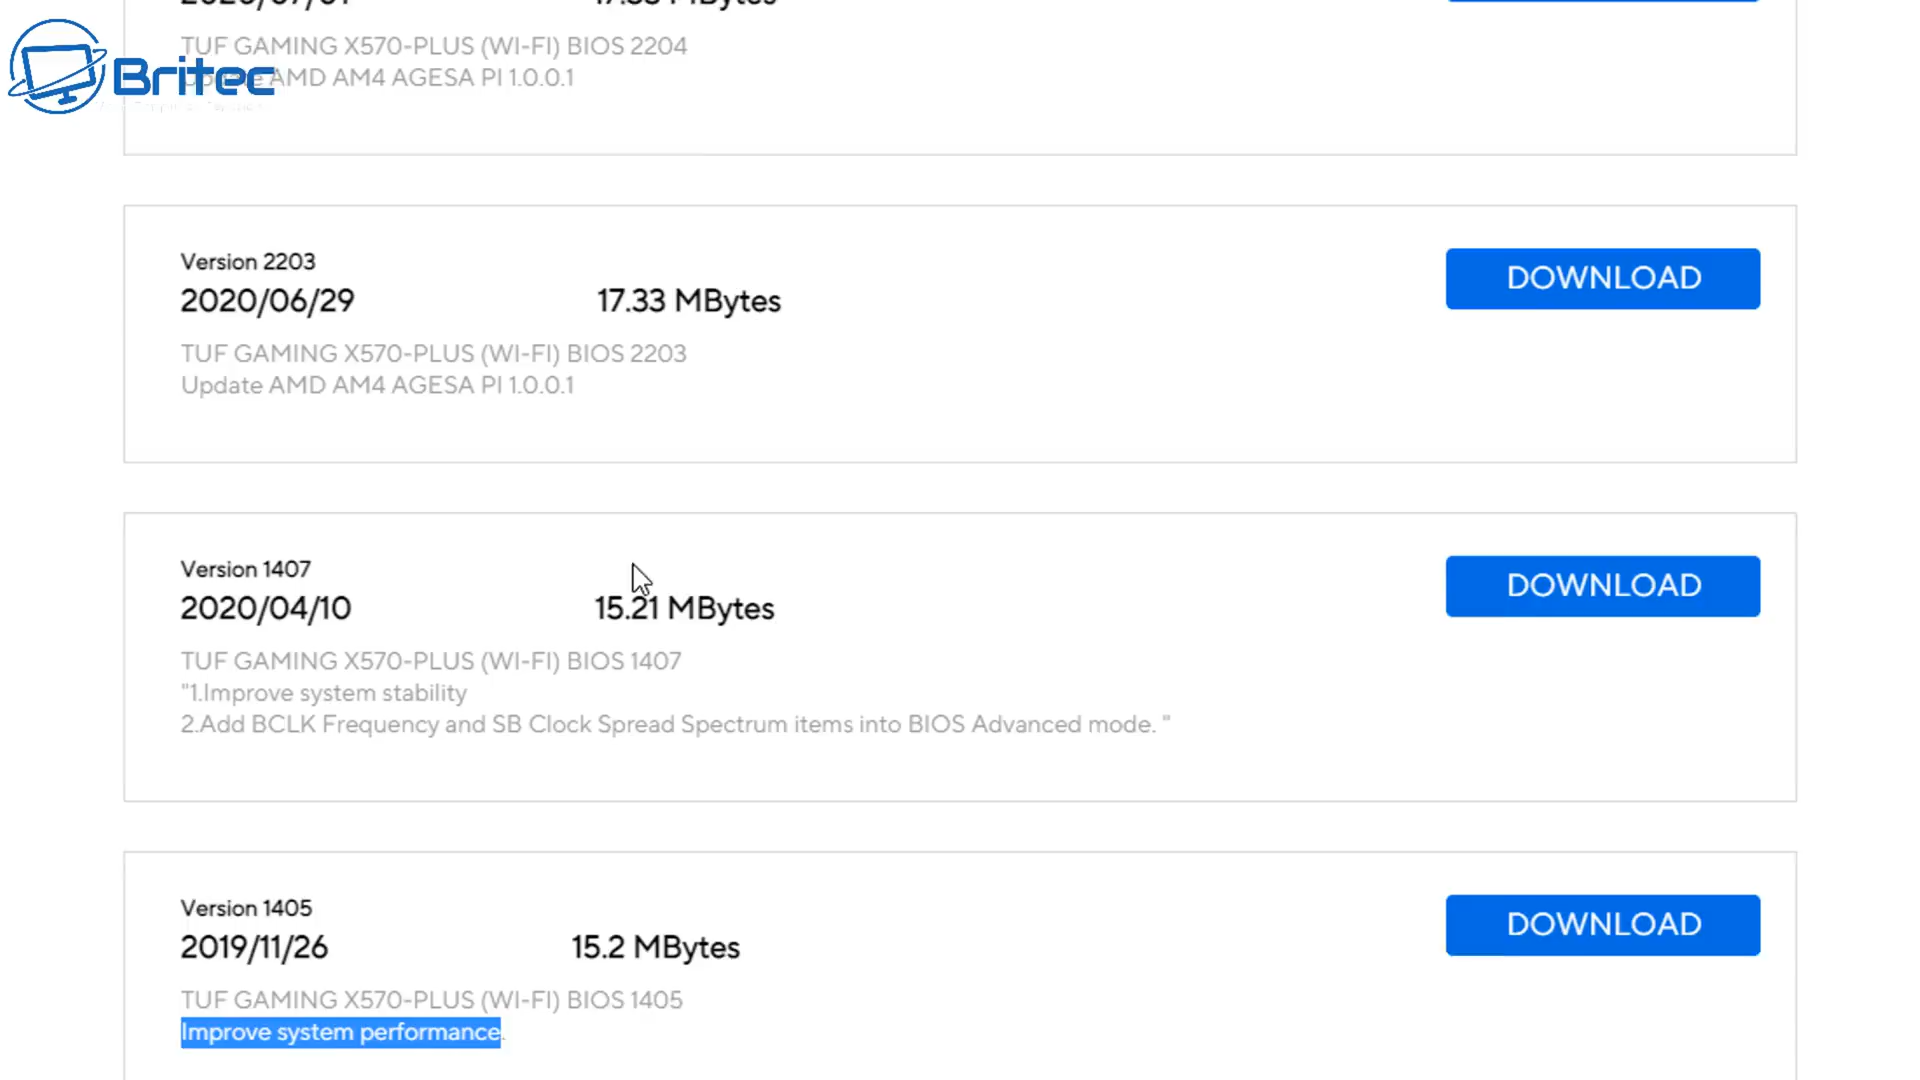 TUF GAMING X570-PLUS (WI-FI) BIOS 2204
Britec
AMD AM4 AGESA PI 1.0.0.1
Version 2203
DOWNLOAD
2020/06/29
17.33 MBytes
TUF GAMING X570-PLUS (WI-FI) BIOS 2203
Update AMD AM4 AGESA PI 1.0.0.1
Version 1407
DOWNLOAD
2020/04/10
15.21 MBytes
TUF GAMING X570-PLUS (WI-FI) BIOS 1407
"1.Improve system stability
2.Add BCLK Frequency and SB Clock Spread Spectrum items into BIOS Advanced mode. "
Version 1405
DOWNLOAD
2019/11/26
15.2 MBytes
TUF GAMING X570-PLUS (WI-FI) BIOS 1405
Improve system performance.